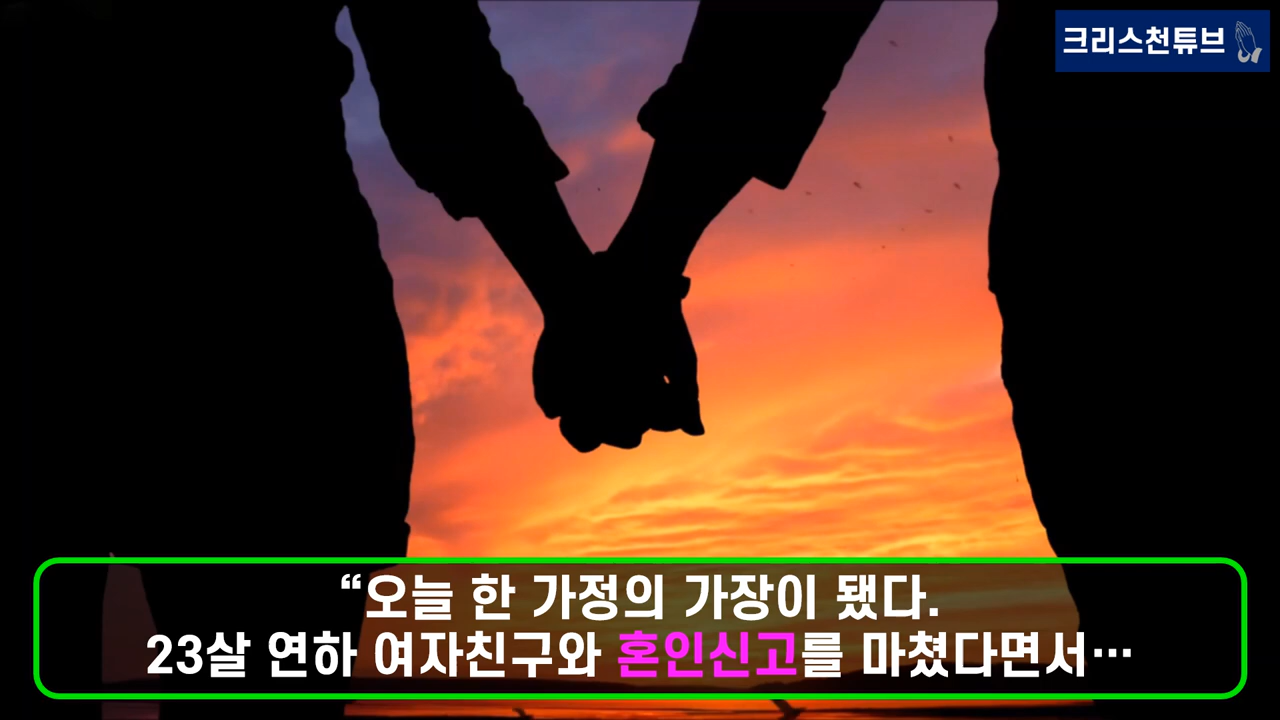 크리스천튜브
“오늘 한 가정의 가장이 됐다.
23살 연하 여자친구와 혼인신고를 마쳤다면서…